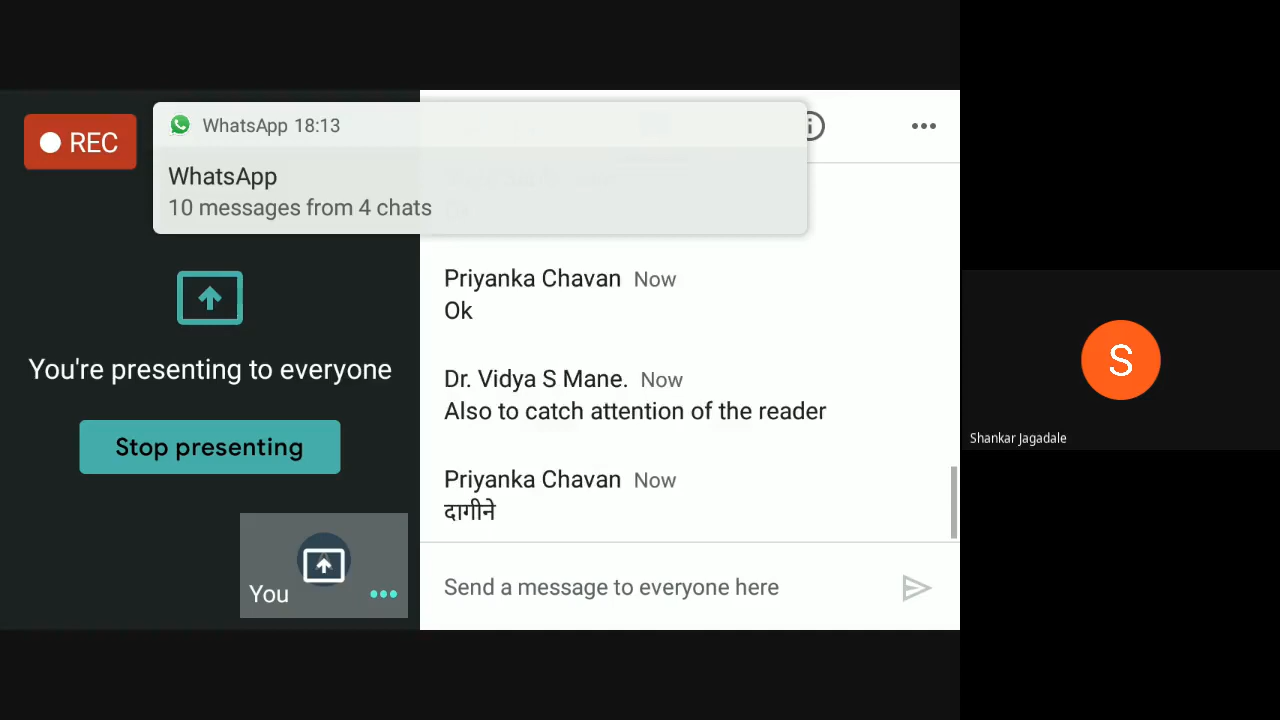 REC
WhatsApp 18:13
WhatsApp
10 messages from 4 chats
You're presenting to everyone
Stop presenting
You
Priyanka Chavan Now
Ok
Dr. Vidya S Mane. Now
Also to catch attention of the reader
Priyanka Chavan Now
दागीने
Send a message to everyone here
S
Shankar Jagadale